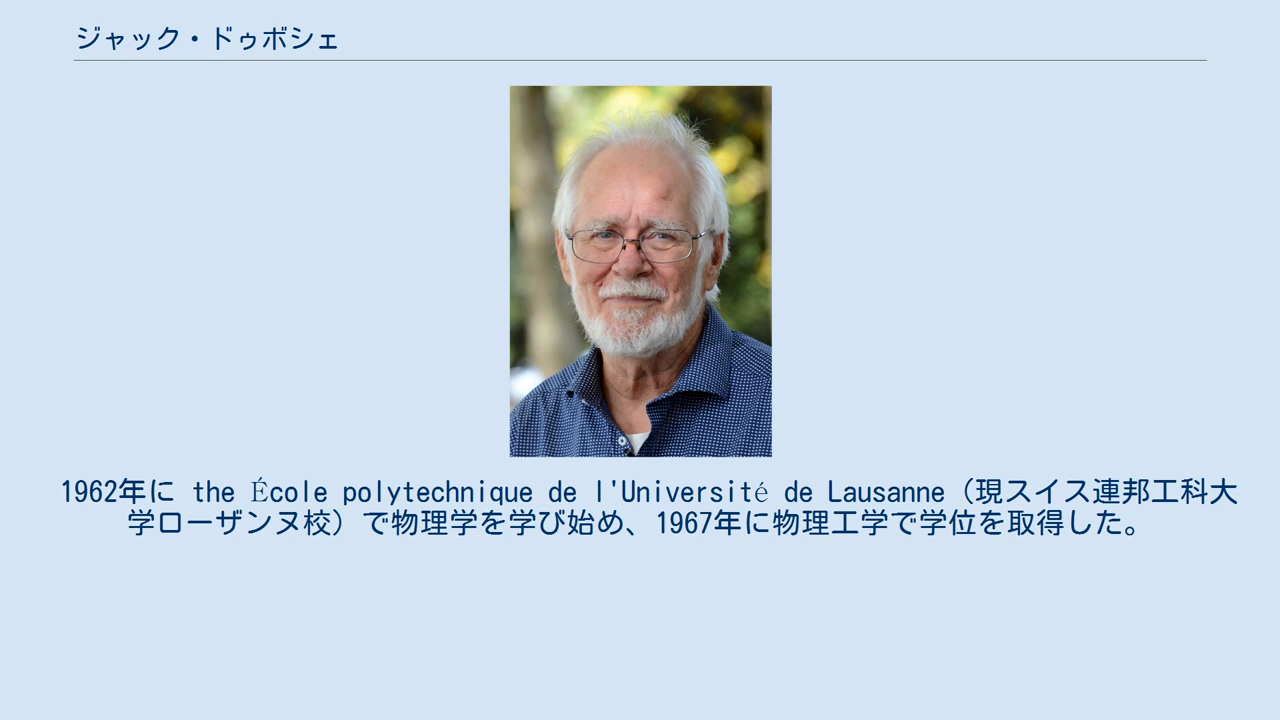 ジャック・ドゥボシェ
1962年に the École polytechnique de l'Université de Lausanne（現スイス連邦工科大
学ローザンヌ校）で物理学を学び始め、1967年に物理工学で学位を取得した。